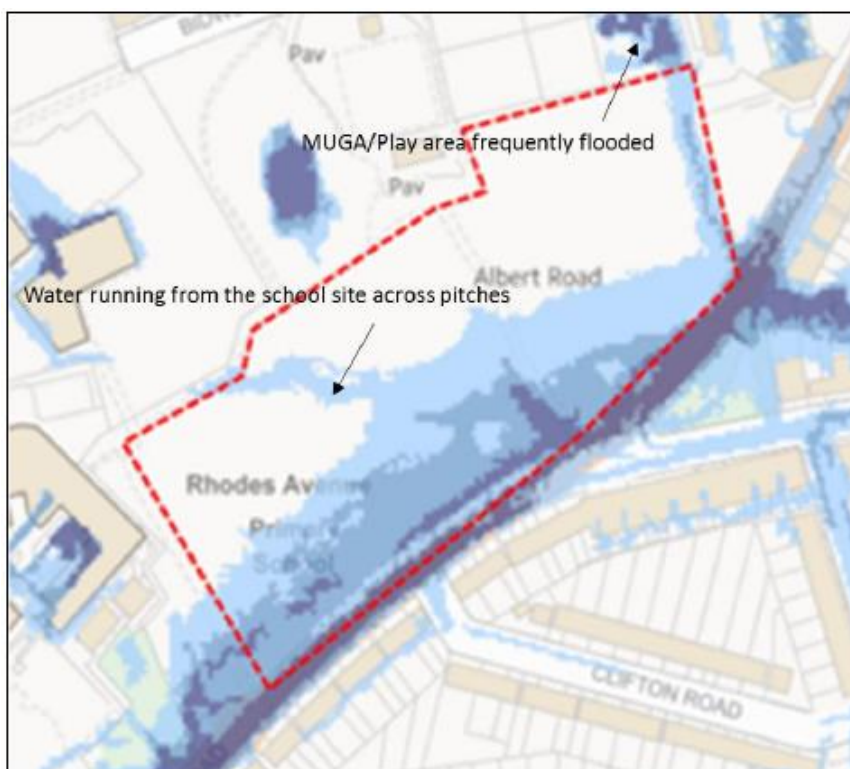 Pav
MUGA/Play area frequently flooded
Pav
Albert Road
Water running from the school site across pitches
Rhodes Avenue
Primary
School
CLIFTON ROAD